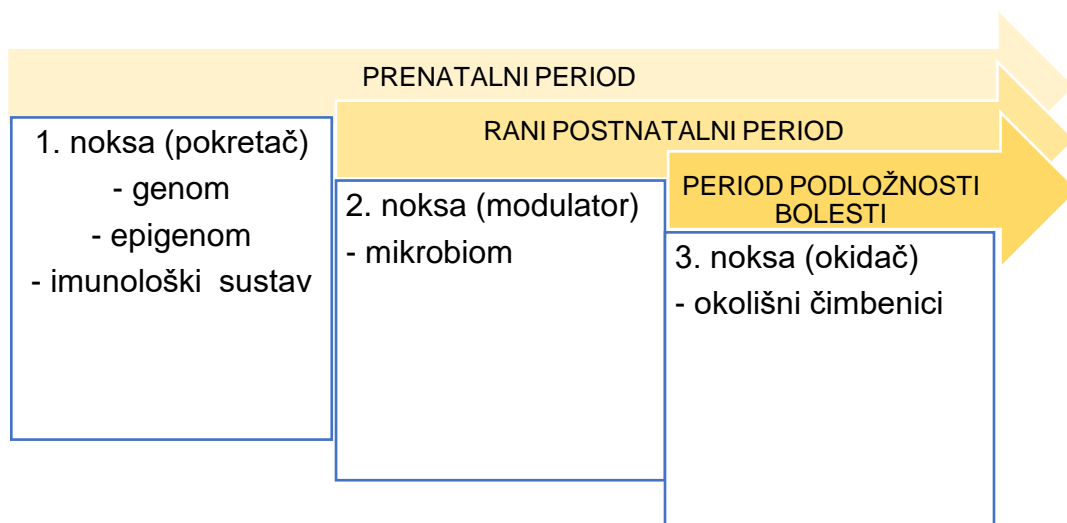 PRENATALNI PERIOD
1. noksa (pokretač)
- genom
- epigenom
- imunološki sustav
RANI POSTNATALNI PERIOD
2. noksa (modulator)
- mikrobiom
PERIOD PODLOŽNOSTI
BOLESTI
3. noksa (okidač)
- okolišni čimbenici